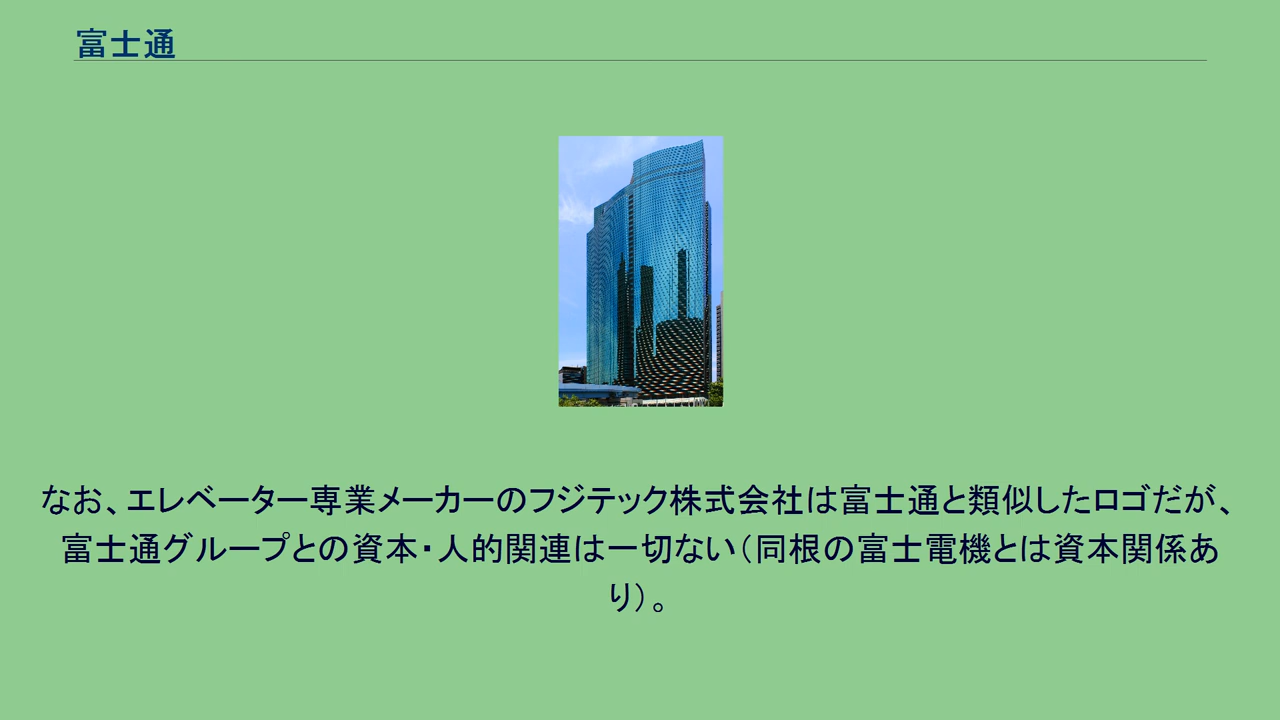 富士通
なお、エレベーター専業メーカーのフジテック株式会社は富士通と類似したロゴだが、
富士通グループとの資本・人的関連は一切ない（同根の富士電機とは資本関係あ
り）。